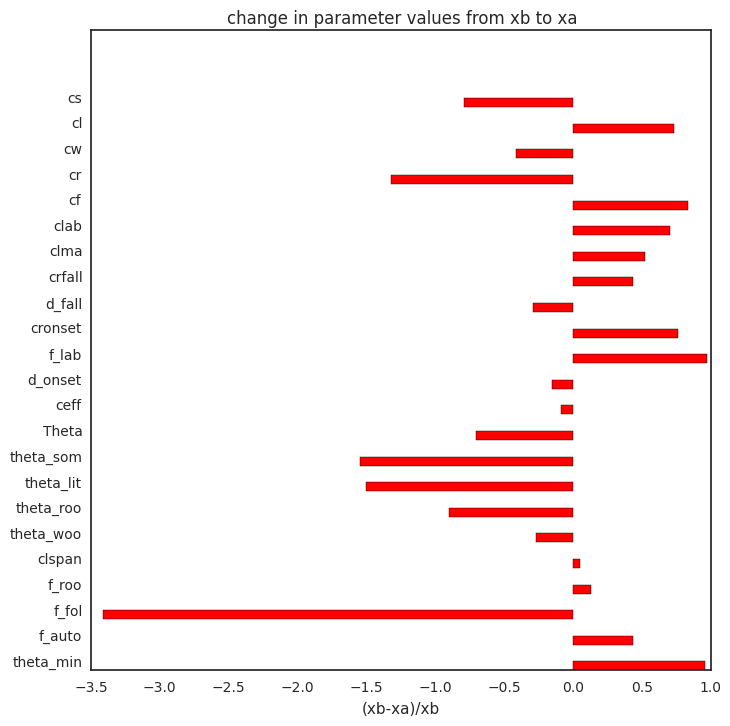 change in parameter values from xb to xa
cs
cl
cw
cr
cf
clab
clma
crfall
d_fall
cronset
f_lab
d_onset
ceff
Theta
theta_som
theta_lit
theta_roo
theta_woo
clspan
f_roo
f_fol
f_auto
theta_min
−3.5 −3.0 −2.5 −2.0 −1.5 −1.0 −0.5 0.0 0.5 1.0
(xb-xa)/xb